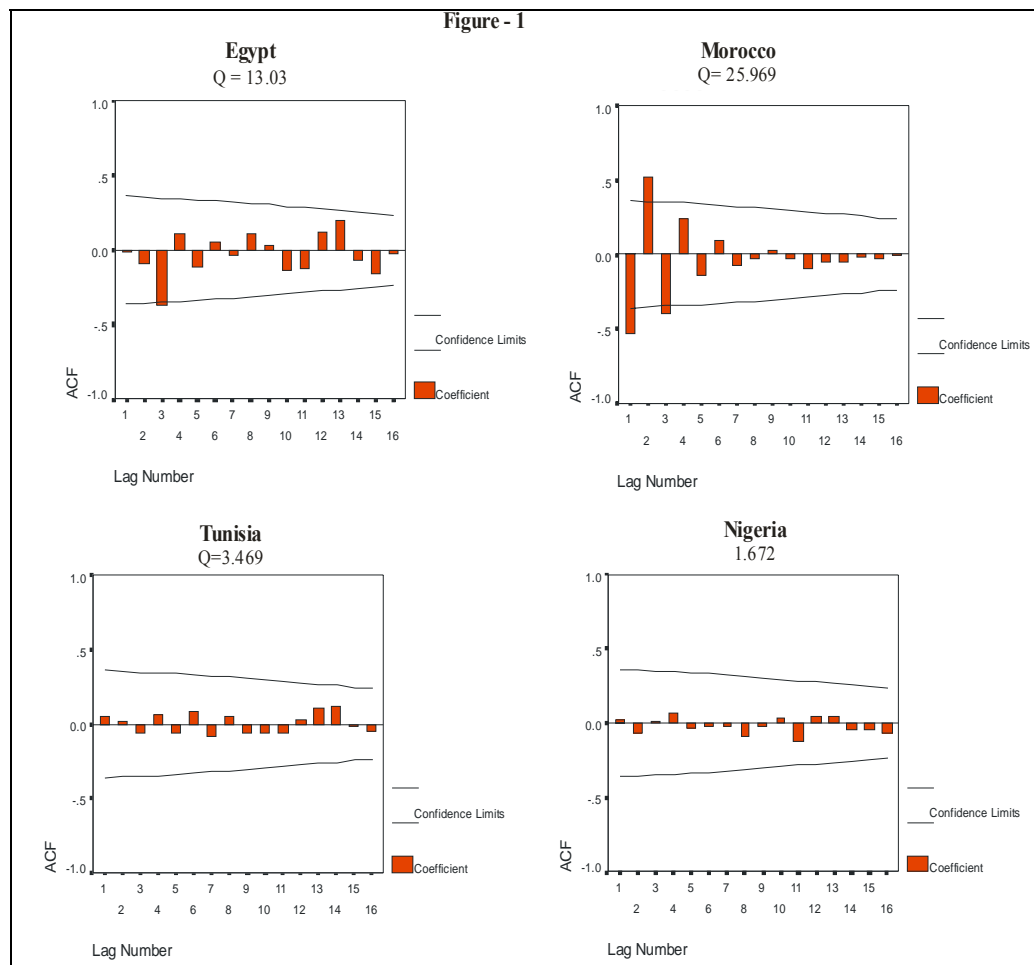 Figure - 1
Egypt
Q = 13.03
1.0
.5
0.0
-.5
-1.0
ACF
Confidence Limits
Coefficient
1 3 5 7 9 11 13 15
2 4 6 8 10 12 14 16
Lag Number
Morocco
Q= 25.969
1.0
.5
0.0
-.5
-1.0
ACF
Confidence Limits
Coefficient
1 3 5 7 9 11 13 15
2 4 6 8 10 12 14 16
Lag Number
Tunisia
Q=3.469
1.0
.5
0.0
-.5
-1.0
ACF
Confidence Limits
Coefficient
1 3 5 7 9 11 13 15
2 4 6 8 10 12 14 16
Lag Number
Nigeria
1.672
1.0
.5
0.0
-.5
-1.0
ACF
Confidence Limits
Coefficient
1 3 5 7 9 11 13 15
2 4 6 8 10 12 14 16
Lag Number